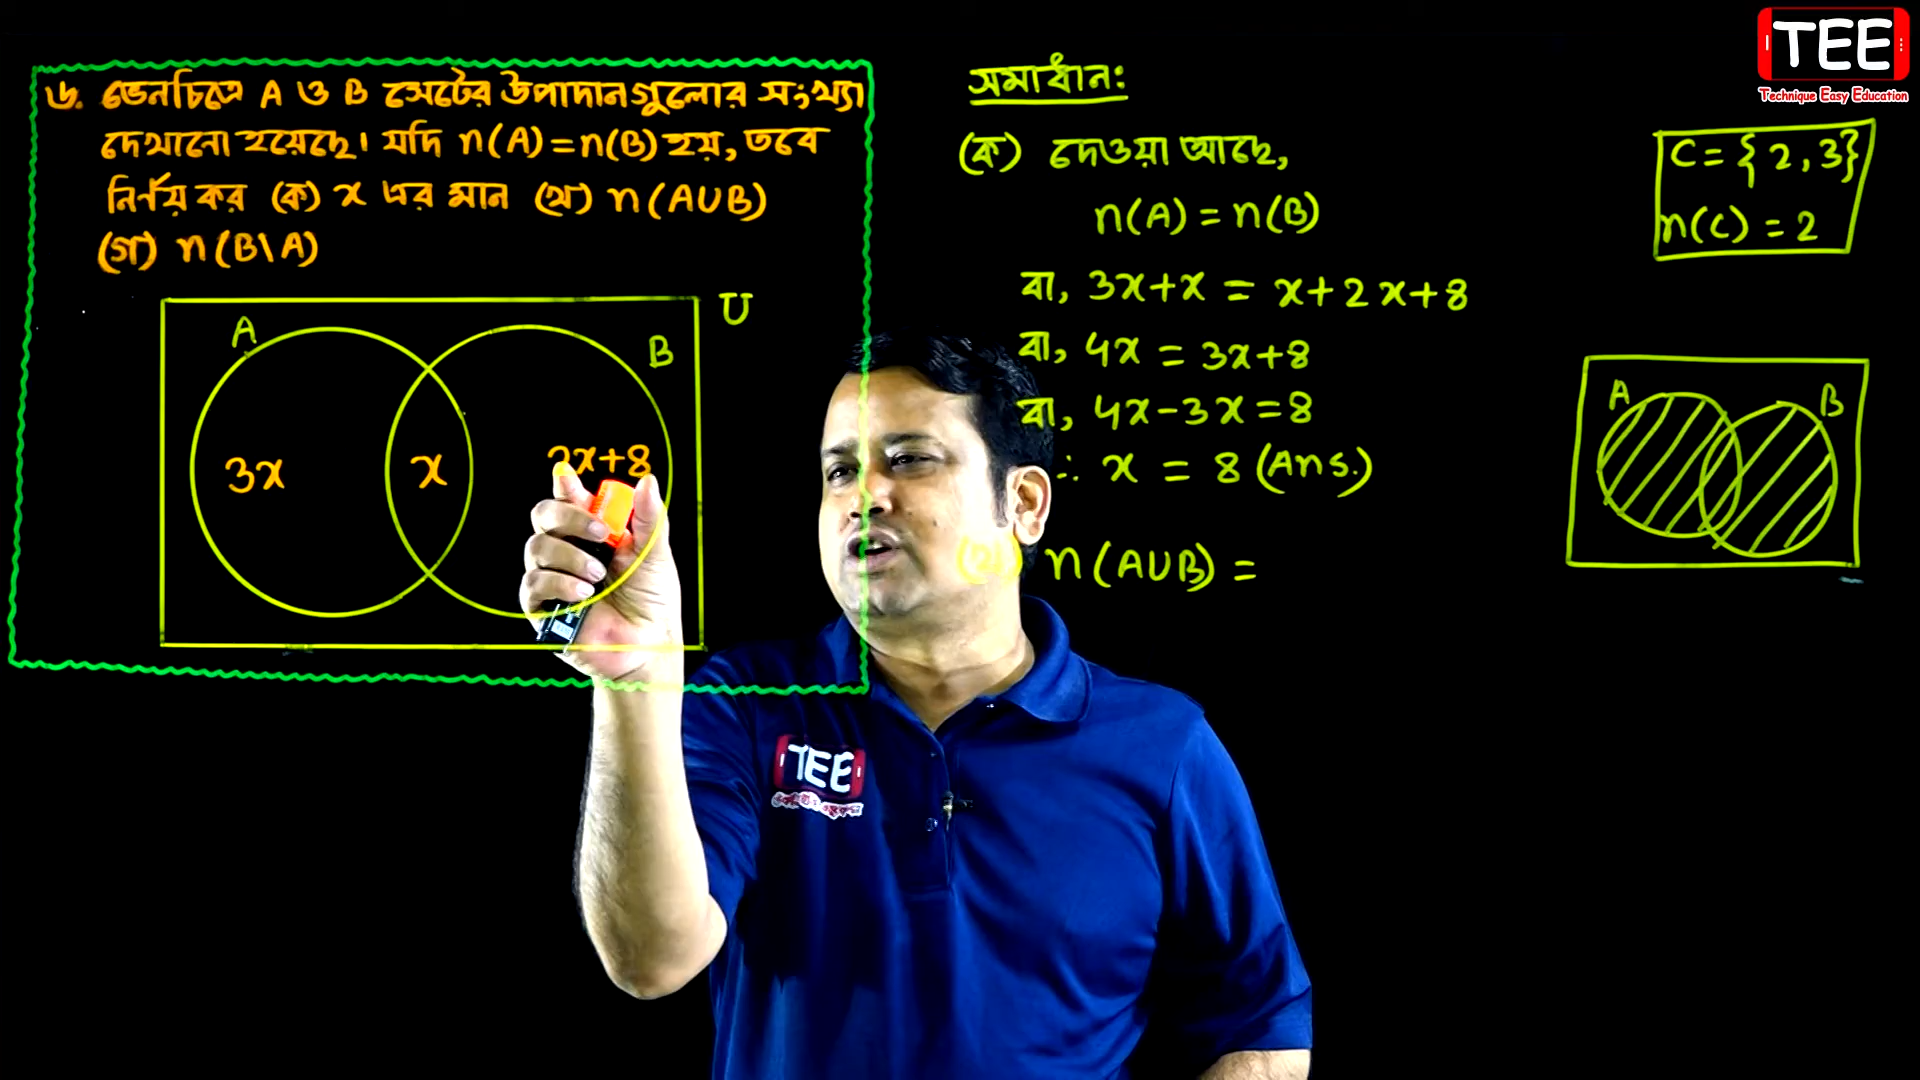 ৬. ভেনচিত্রে A ও B সেটের উপাদানগুলোর সংখ্যা
দেখানো হয়েছে। যদি n(A)=n(B) হয়, তবে
নির্ণয় কর (ক) x এর মান (খ) n(A∪B)
(গ) n(B\A)
U
A
B
3x
x
2x+8
সমাধান:
(ক) দেওয়া আছে,
n(A) = n(B)
বা, 3x+x = x+2x+8
বা, 4x = 3x+8
বা, 4x-3x=8
∴ x = 8 (Ans.)
(খ) n(A∪B) =
C = {2,3}
n(C) = 2
A
B
TEE
Technique Easy Education
TEE